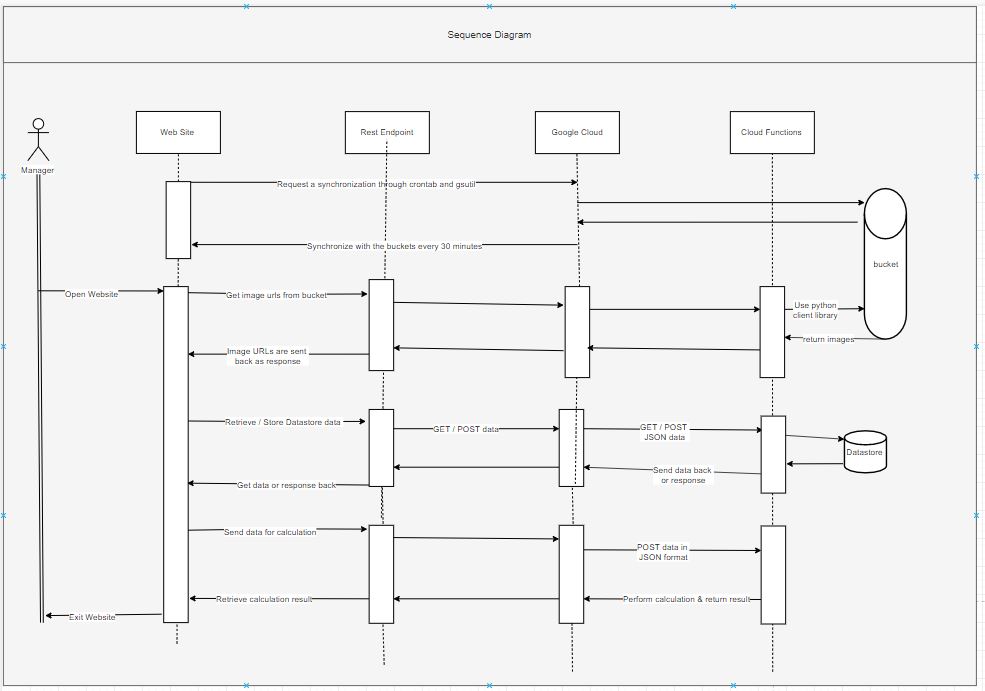 Sequence Diagram
Web Site
Rest Endpoint
Google Cloud
Cloud Functions
Manager
Request a synchronization through crontab and gsutil
Synchronize with the buckets every 30 minutes
bucket
Open Website
Get image urls from bucket
Use python
client library
return images
Image URLs are sent
back as response
Retrieve / Store Datastore data
GET / POST data
GET / POST
JSON data
Datastore
Send data back
or response
Get data or response back
Send data for calculation
POST data in
JSON format
Retrieve calculation result
Perform calculation & return result
Exit Website